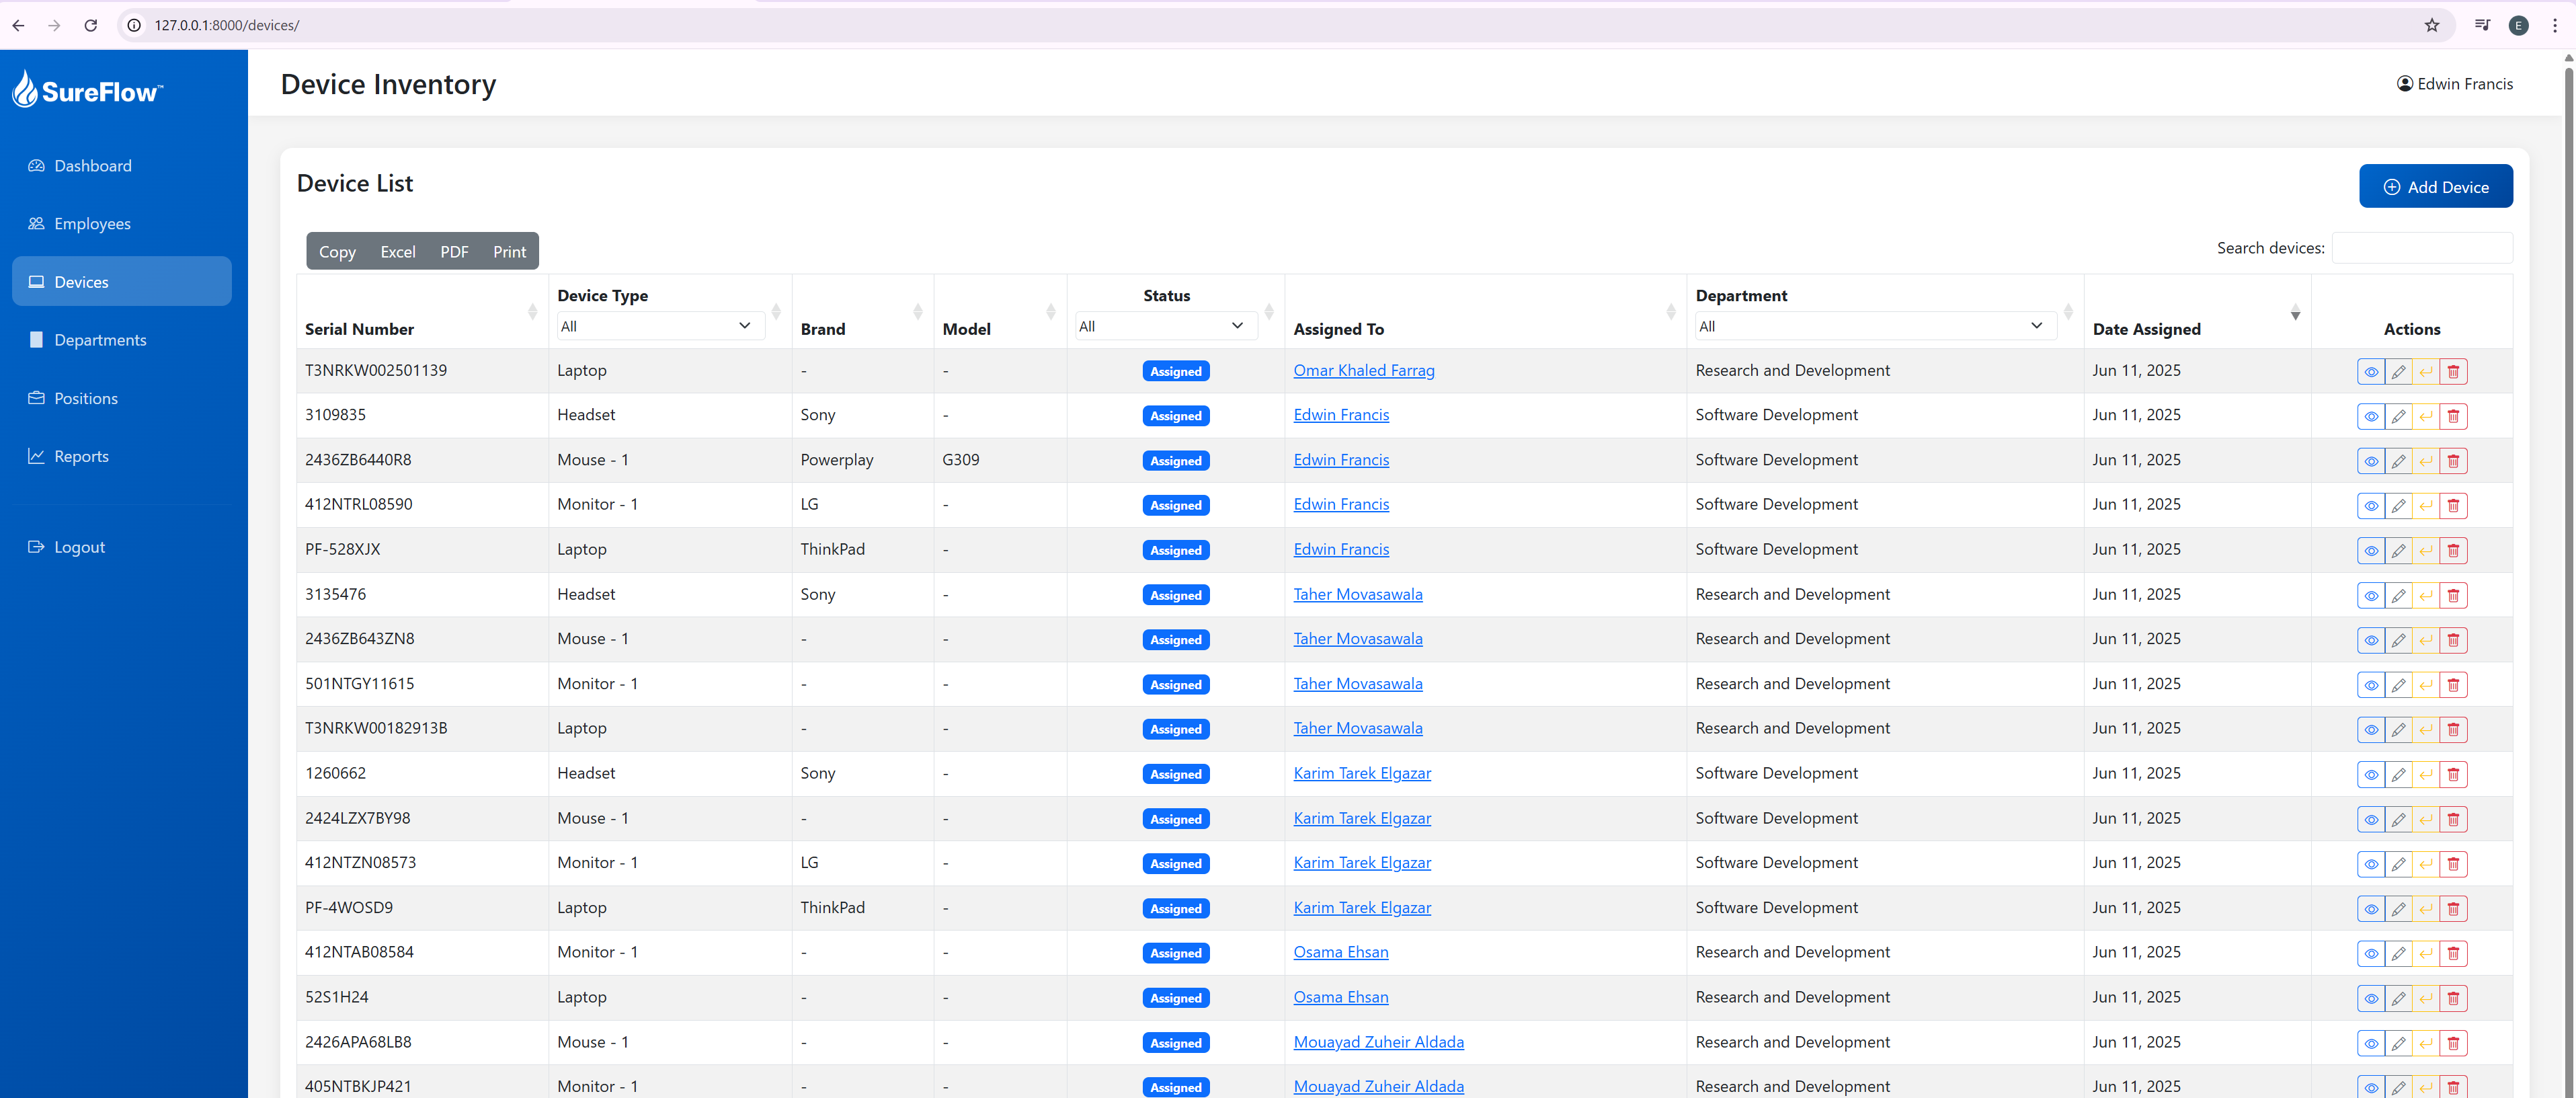 127.0.0.1:8000/devices/
E
SureFlow™
Device Inventory
Edwin Francis
Dashboard
Employees
Devices
Departments
Positions
Reports
Logout
Device List
Add Device
Copy Excel PDF Print
Search devices:
Serial Number Device Type All Brand Model Status All Assigned To Department All Date Assigned Actions
T3NRKW002501139 Laptop - - Assigned Omar Khaled Farrag Research and Development Jun 11, 2025
3109835 Headset Sony - Assigned Edwin Francis Software Development Jun 11, 2025
2436ZB6440R8 Mouse - 1 Powerplay G309 Assigned Edwin Francis Software Development Jun 11, 2025
412NTRL08590 Monitor - 1 LG - Assigned Edwin Francis Software Development Jun 11, 2025
PF-528XJX Laptop ThinkPad - Assigned Edwin Francis Software Development Jun 11, 2025
3135476 Headset Sony - Assigned Taher Movasawala Research and Development Jun 11, 2025
2436ZB643ZN8 Mouse - 1 - - Assigned Taher Movasawala Research and Development Jun 11, 2025
501NTGY11615 Monitor - 1 - - Assigned Taher Movasawala Research and Development Jun 11, 2025
T3NRKW00182913B Laptop - - Assigned Taher Movasawala Research and Development Jun 11, 2025
1260662 Headset Sony - Assigned Karim Tarek Elgazar Software Development Jun 11, 2025
2424LZX7BY98 Mouse - 1 - - Assigned Karim Tarek Elgazar Software Development Jun 11, 2025
412NTZN08573 Monitor - 1 LG - Assigned Karim Tarek Elgazar Software Development Jun 11, 2025
PF-4WOSD9 Laptop ThinkPad - Assigned Karim Tarek Elgazar Software Development Jun 11, 2025
412NTAB08584 Monitor - 1 - - Assigned Osama Ehsan Research and Development Jun 11, 2025
52S1H24 Laptop - - Assigned Osama Ehsan Research and Development Jun 11, 2025
2426APA68LB8 Mouse - 1 - - Assigned Mouayad Zuheir Aldada Research and Development Jun 11, 2025
405NTBKJP421 Monitor - 1 - - Assigned Mouayad Zuheir Aldada Research and Development Jun 11, 2025